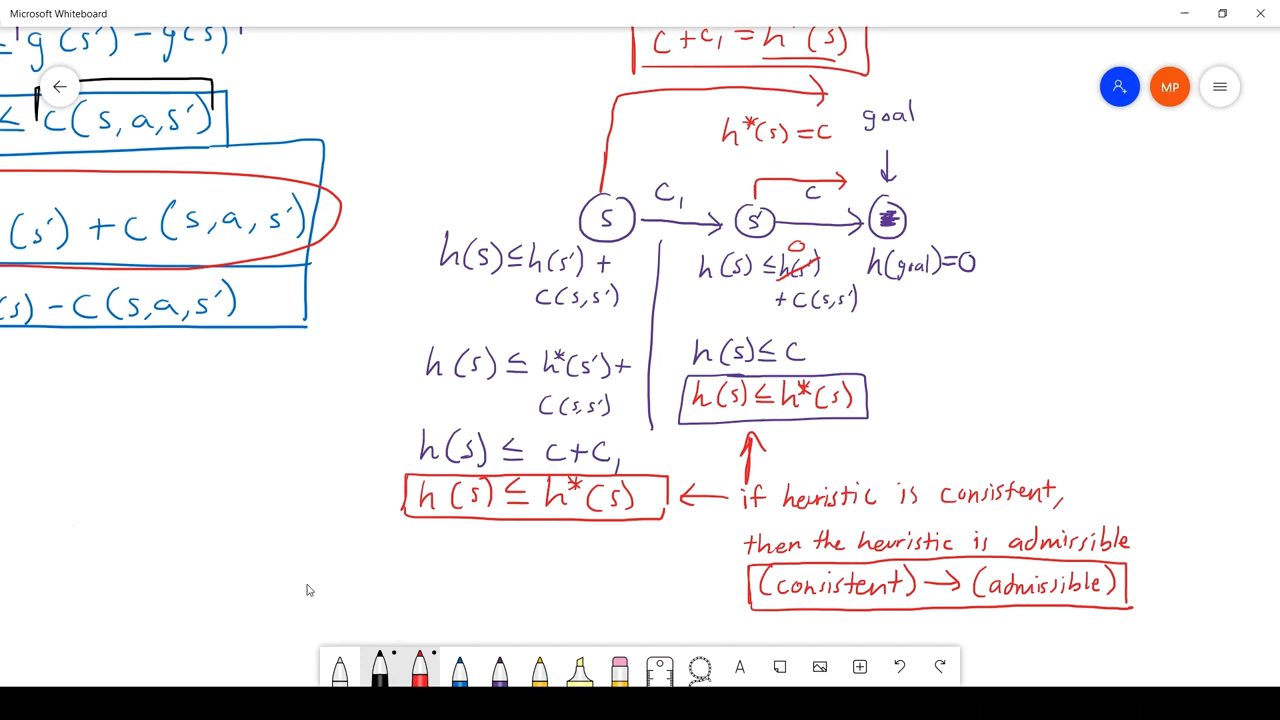 Microsoft Whiteboard
g(s') - g(s)
≤ c(s,a,s')
(s') + c(s,a,s')
(s) - c(s,a,s')
c + c₁ = h*(s)
h*(s) = c
goal
MP
s
c₁
s'
c
h(s) ≤ h(s') +
c(s,s')
h(s) ≤ h*(s') +
c(s,s')
h(s) ≤ c + c₁
h(s) ≤ h*(s)
0
h(s) ≤ h(s')
+ c(s,s')
h(s) ≤ c
h(s) ≤ h*(s)
h(goal)=0
if heuristic is consistent,
then the heuristic is admissible
(consistent) → (admissible)
A